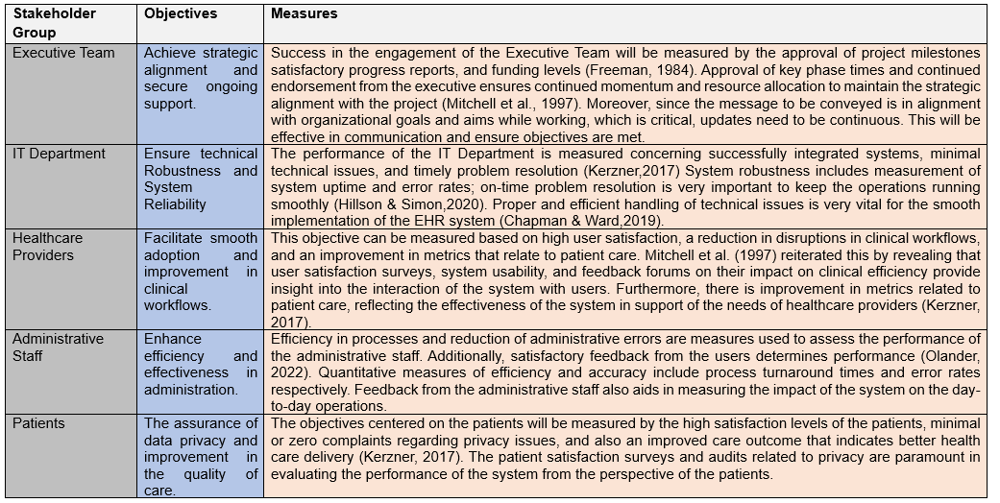 Stakeholder Group
Objectives
Measures
Executive Team
Achieve strategic
alignment and
secure ongoing
support.
Success in the engagement of the Executive Team will be measured by the approval of project milestones
satisfactory progress reports, and funding levels (Freeman, 1984). Approval of key phase times and continued
endorsement from the executive ensures continued momentum and resource allocation to maintain the strategic
alignment with the project (Mitchell et al., 1997). Moreover, since the message to be conveyed is in alignment
with organizational goals and aims while working, which is critical, updates need to be continuous. This will be
effective in communication and ensure objectives are met.
IT Department
Ensure technical
Robustness and
System
Reliability
The performance of the IT Department is measured concerning successfully integrated systems, minimal
technical issues, and timely problem resolution (Kerzner,2017) System robustness includes measurement of
system uptime and error rates; on-time problem resolution is very important to keep the operations running
smoothly (Hillson & Simon,2020). Proper and efficient handling of technical issues is very vital for the smooth
implementation of the EHR system (Chapman & Ward,2019).
Healthcare
Providers
Facilitate smooth
adoption and
improvement in
clinical
workflows.
This objective can be measured based on high user satisfaction, a reduction in disruptions in clinical workflows,
and an improvement in metrics that relate to patient care. Mitchell et al. (1997) reiterated this by revealing that
user satisfaction surveys, system usability, and feedback forums on their impact on clinical efficiency provide
insight into the interaction of the system with users. Furthermore, there is improvement in metrics related to
patient care, reflecting the effectiveness of the system in support of the needs of healthcare providers (Kerzner,
2017).
Administrative
Staff
Enhance
efficiency and
effectiveness in
administration.
Efficiency in processes and reduction of administrative errors are measures used to assess the performance of
the administrative staff. Additionally, satisfactory feedback from the users determines performance (Olander,
2022). Quantitative measures of efficiency and accuracy include process turnaround times and error rates
respectively. Feedback from the administrative staff also aids in measuring the impact of the system on the day-
to-day operations.
Patients
The assurance of
data privacy and
improvement in
the quality of
care.
The objectives centered on the patients will be measured by the high satisfaction levels of the patients, minimal
or zero complaints regarding privacy issues, and also an improved care outcome that indicates better health
care delivery (Kerzner, 2017). The patient satisfaction surveys and audits related to privacy are paramount in
evaluating the performance of the system from the perspective of the patients.